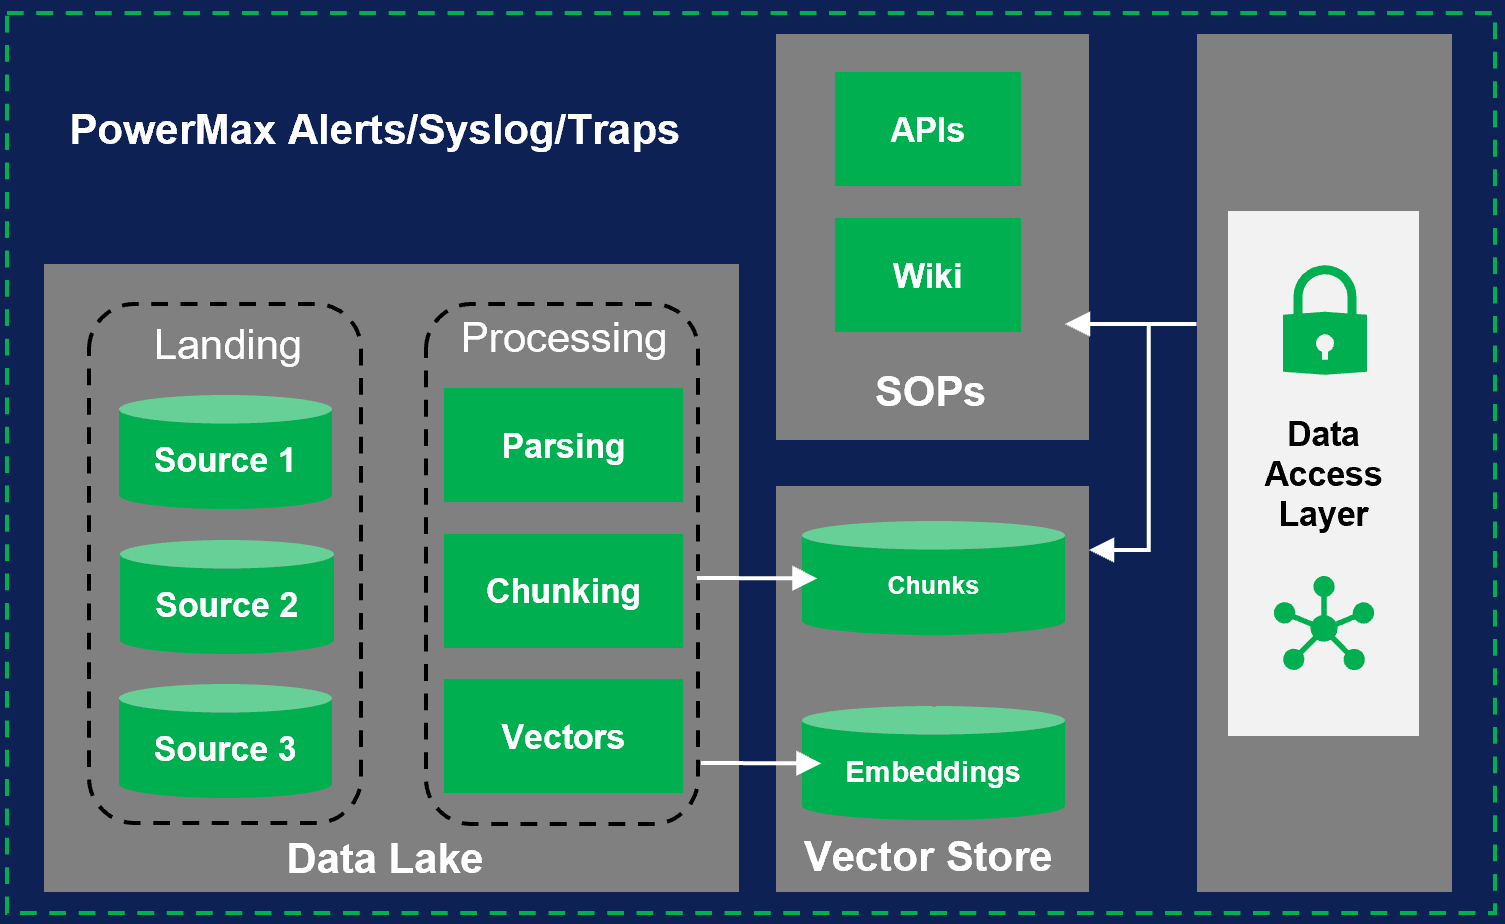 PowerMax Alerts/Syslog/Traps
APIs
Wiki
SOPs
Landing
Source 1
Source 2
Source 3
Processing
Parsing
Chunking
Vectors
Data Lake
Chunks
Embeddings
Vector Store
Data
Access
Layer